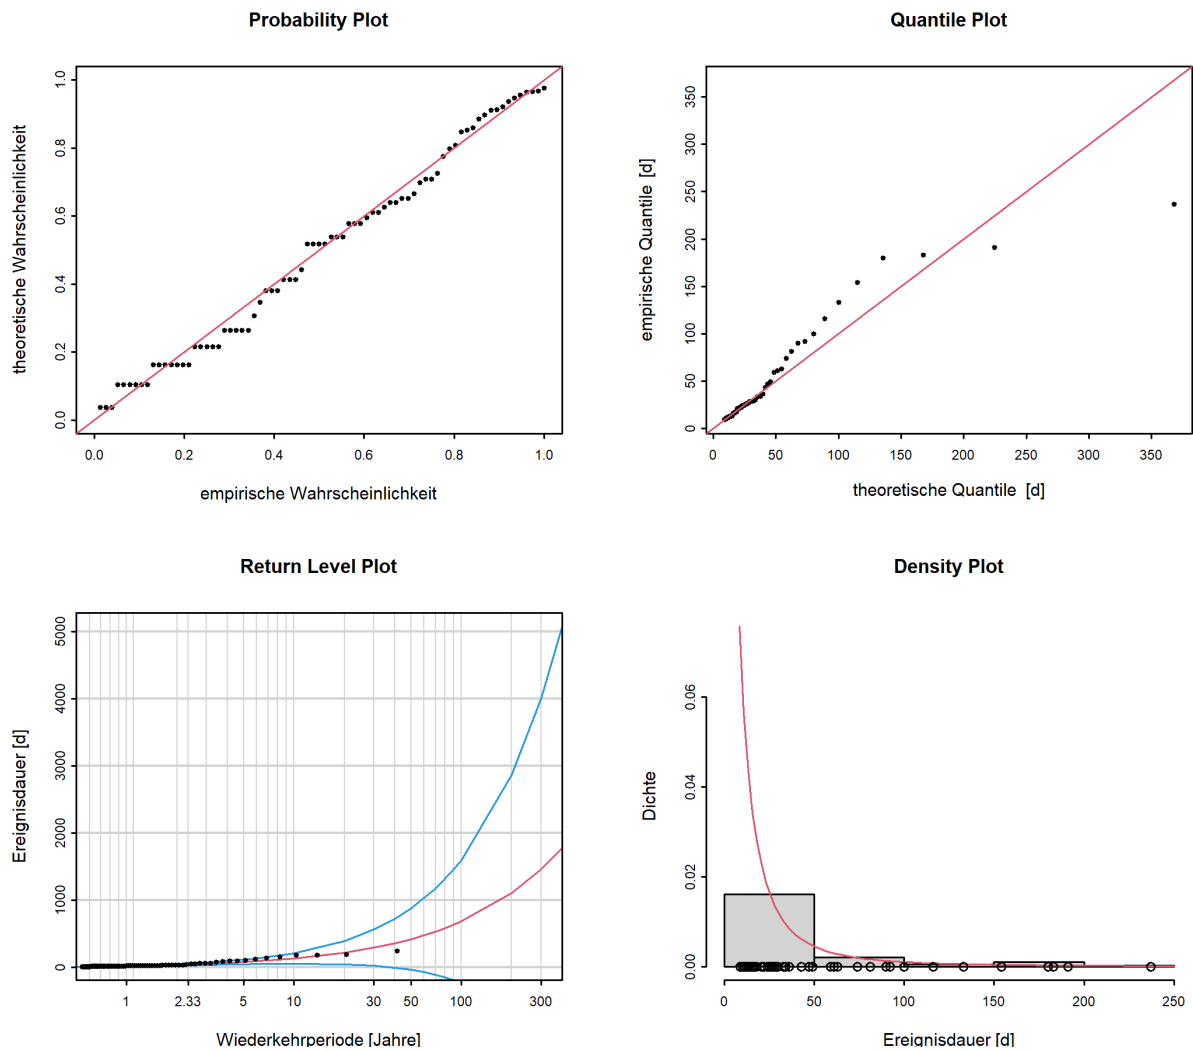 Probability Plot
theoretische Wahrscheinlichkeit
0.0 0.2 0.4 0.6 0.8 1.0
0.0 0.2 0.4 0.6 0.8 1.0
empirische Wahrscheinlichkeit
Quantile Plot
empirische Quantile [d]
0 50 100 150 200 250 300 350
0 50 100 150 200 250 300 350
theoretische Quantile [d]
Return Level Plot
Ereignisdauer [d]
0 1000 2000 3000 4000 5000
1 2.33 5 10 30 50 100 300
Wiederkehrperiode [Jahre]
Density Plot
Dichte
0.00 0.02 0.04 0.06
0 50 100 150 200 250
Ereignisdauer [d]